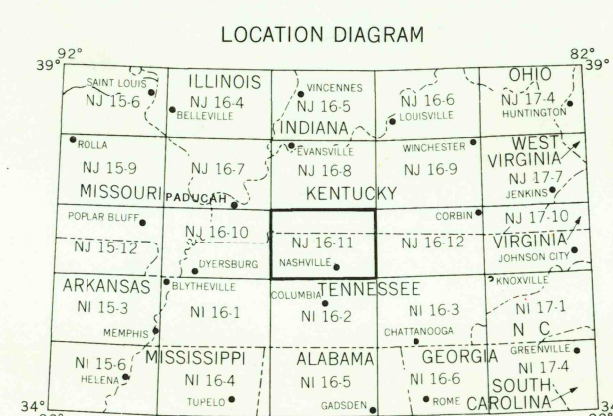 LOCATION DIAGRAM
92° 82°
39° 39°
SAINT LOUIS
NJ 15-6
ILLINOIS
NJ 16-4
BELLEVILLE
VINCENNES
NJ 16-5
INDIANA
NJ 16-6
LOUISVILLE
OHIO
NJ 17-4
HUNTINGTON
ROLLA
NJ 15-9
MISSOURI
NJ 16-7
PADUCAH
EVANSVILLE
NJ 16-8
KENTUCKY
WINCHESTER
NJ 16-9
WEST
VIRGINIA
NJ 17-7
JENKINS
POPLAR BLUFF
NJ 15-12
NJ 16-10
DYERSBURG
NJ 16-11
NASHVILLE
CORBIN
NJ 16-12
NJ 17-10
VIRGINIA
JOHNSON CITY
ARKANSAS
NI 15-3
MEMPHIS
BLYTHEVILLE
NI 16-1
COLUMBIA
TENNESSEE
NI 16-2
NI 16-3
CHATTANOOGA
KNOXVILLE
NI 17-1
N C
NI 15-6
HELENA
MISSISSIPPI
NI 16-4
TUPELO
ALABAMA
NI 16-5
GADSDEN
GEORGIA
NI 16-6
ROME
GREENVILLE
NI 17-4
SOUTH
CAROLINA
34°